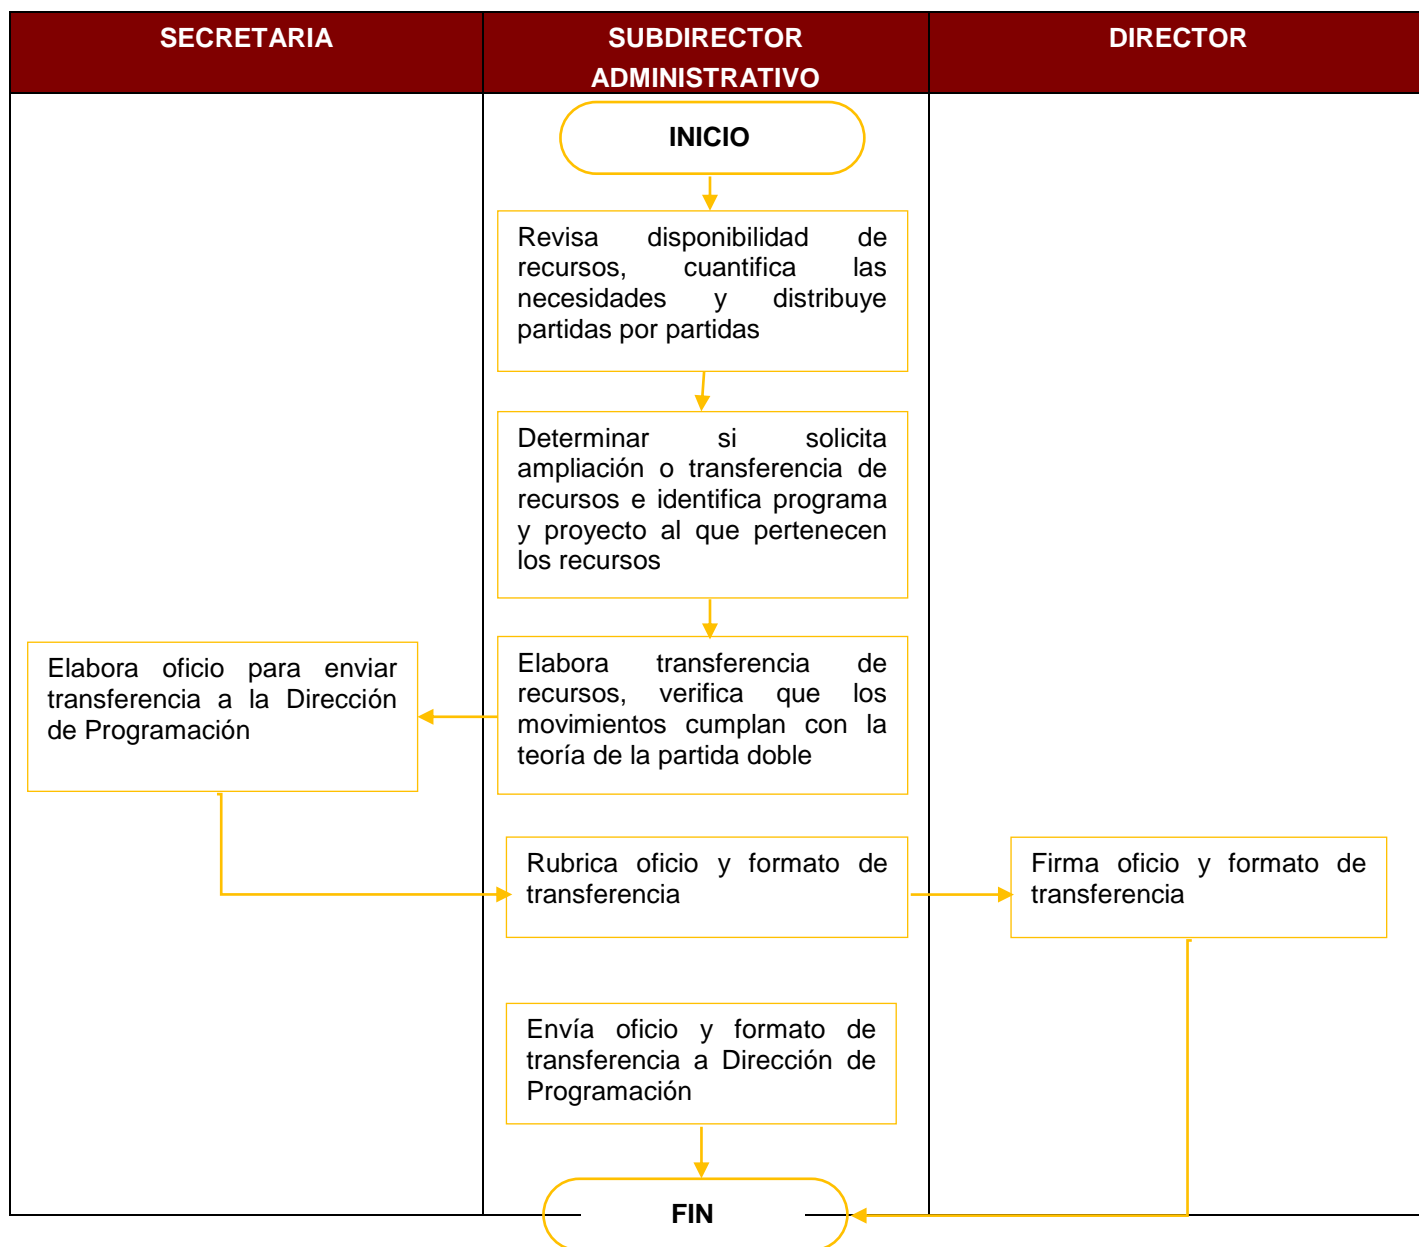 SECRETARIA
SUBDIRECTOR
ADMINISTRATIVO
DIRECTOR
INICIO
Revisa disponibilidad de
recursos, cuantifica las
necesidades y distribuye
partidas por partidas
Determinar si solicita
ampliación o transferencia de
recursos e identifica programa
y proyecto al que pertenecen
los recursos
Elabora transferencia de
recursos, verifica que los
movimientos cumplan con la
teoría de la partida doble
Elabora oficio para enviar
transferencia a la Dirección
de Programación
Rubrica oficio y formato de
transferencia
Firma oficio y formato de
transferencia
Envía oficio y formato de
transferencia a Dirección de
Programación
FIN